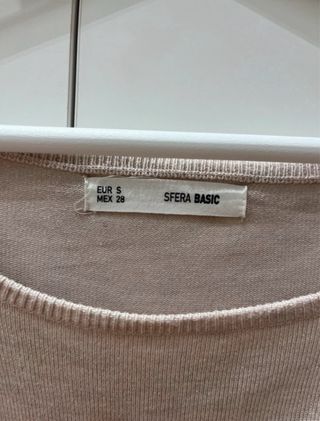 EUR S
MEX 28
SFERA BASIC